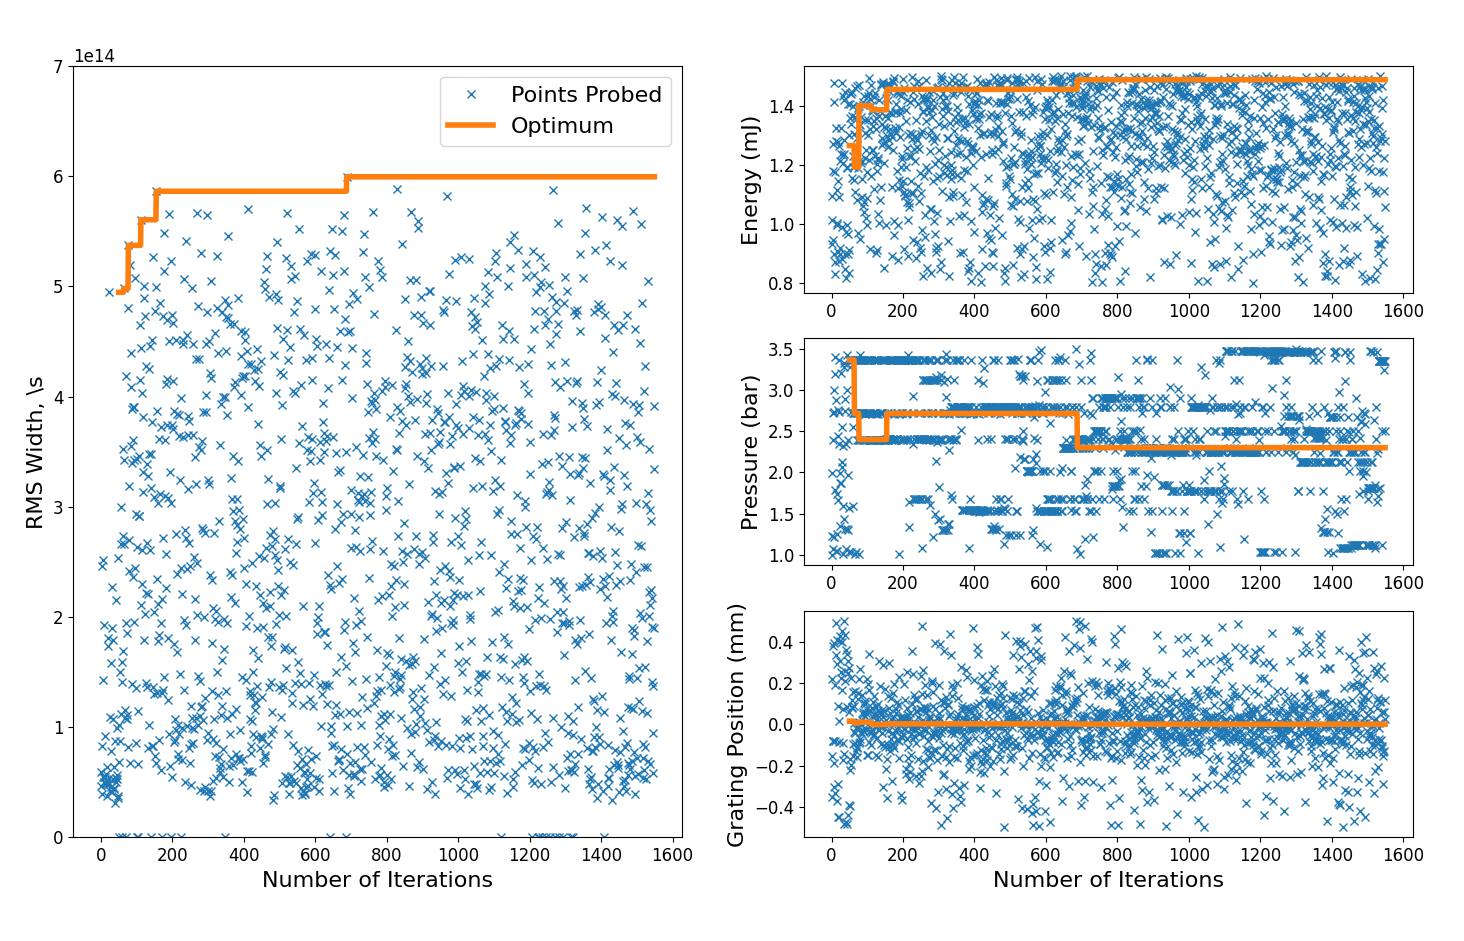 1e14
7
6
5
4
3
2
1
0
0 200 400 600 800 1000 1200 1400 1600
RMS Width, \s
Number of Iterations
Points Probed
Optimum
1.4
1.2
1.0
0.8
0 200 400 600 800 1000 1200 1400 1600
Energy (mJ)
3.5
3.0
2.5
2.0
1.5
1.0
0 200 400 600 800 1000 1200 1400 1600
Pressure (bar)
0.4
0.2
0.0
−0.2
−0.4
0 200 400 600 800 1000 1200 1400 1600
Grating Position (mm)
Number of Iterations